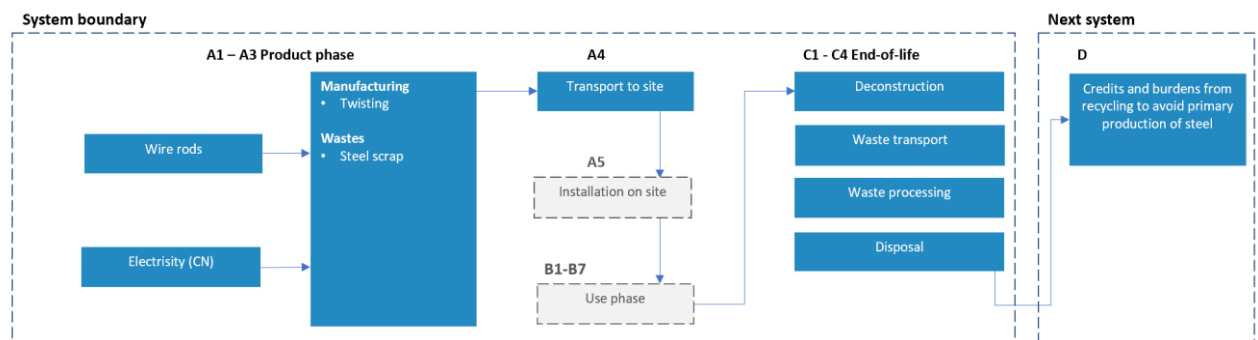 System boundary
Next system
A1 – A3 Product phase
A4
C1 - C4 End-of-life
D
Manufacturing
• Twisting
Wastes
• Steel scrap
Wire rods
Electrisity (CN)
Transport to site
A5
Installation on site
B1-B7
Use phase
Deconstruction
Waste transport
Waste processing
Disposal
Credits and burdens from
recycling to avoid primary
production of steel